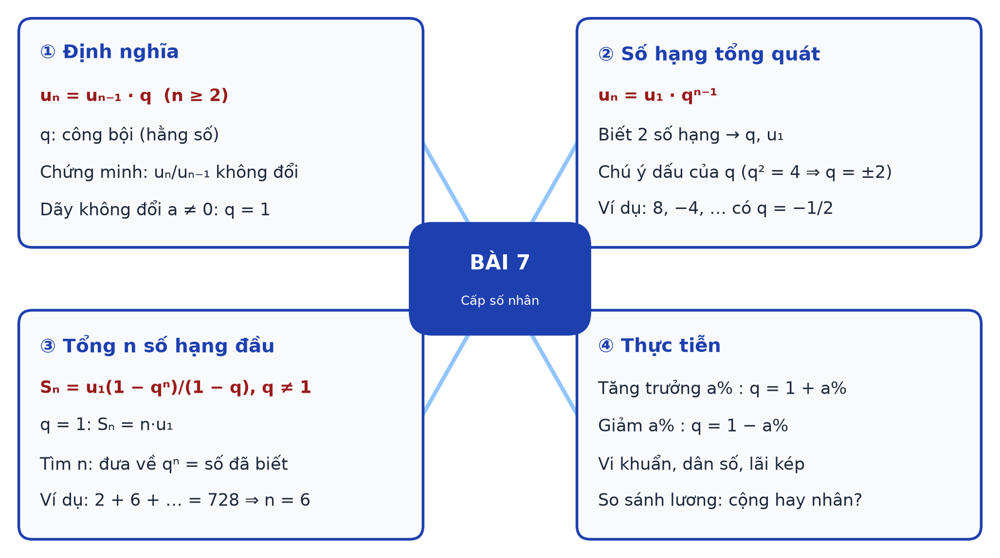 ① Định nghĩa
uₙ = uₙ₋₁ · q  (n ≥ 2)
q: công bội (hằng số)
Chứng minh: uₙ/uₙ₋₁ không đổi
Dãy không đổi a ≠ 0: q = 1
② Số hạng tổng quát
uₙ = u₁ · qⁿ⁻¹
Biết 2 số hạng → q, u₁
Chú ý dấu của q (q² = 4 ⇒ q = ±2)
Ví dụ: 8, −4, … có q = −1/2
BÀI 7
Cấp số nhân
③ Tổng n số hạng đầu
Sₙ = u₁(1 − qⁿ)/(1 − q), q ≠ 1
q = 1: Sₙ = n·u₁
Tìm n: đưa về qⁿ = số đã biết
Ví dụ: 2 + 6 + … = 728 ⇒ n = 6
④ Thực tiễn
Tăng trưởng a% : q = 1 + a%
Giảm a% : q = 1 − a%
Vi khuẩn, dân số, lãi kép
So sánh lương: cộng hay nhân?